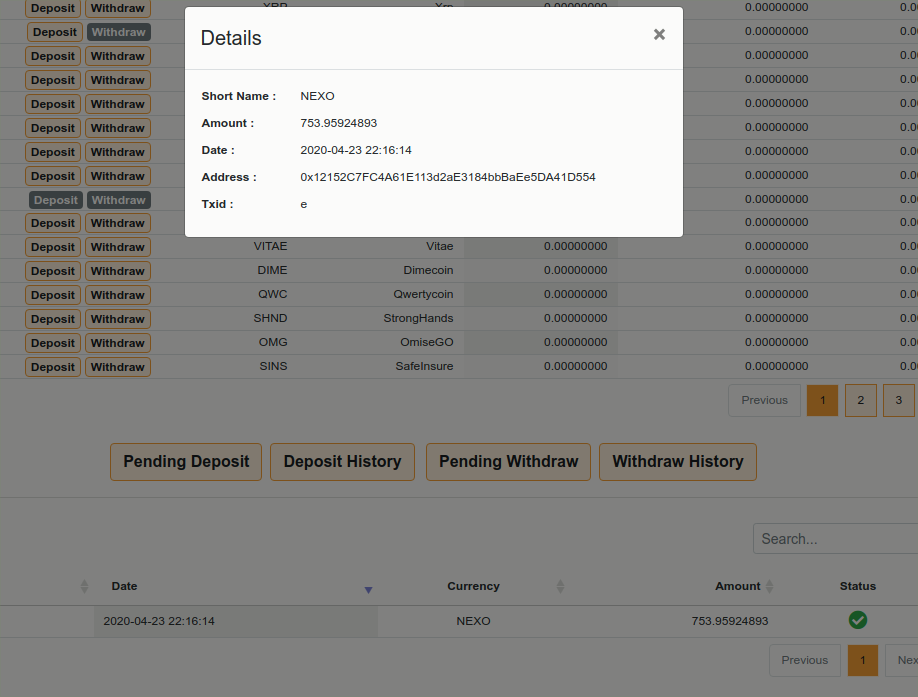 Deposit Withdraw XRP Xrp 0.00000000 0.00000000 0.0
Deposit Withdraw 0.00000000 0.0
Deposit Withdraw 0.00000000 0.0
Deposit Withdraw 0.00000000 0.0
Deposit Withdraw 0.00000000 0.0
Deposit Withdraw 0.00000000 0.0
Deposit Withdraw 0.00000000 0.0
Deposit Withdraw 0.00000000 0.0
Deposit Withdraw 0.00000000 0.0
Deposit Withdraw 0.00000000 0.0
Details ×
Short Name : NEXO
Amount : 753.95924893
Date : 2020-04-23 22:16:14
Address : 0x12152C7FC4A61E113d2aE3184bbBaEe5DA41D554
Txid : e
Deposit Withdraw VITAE Vitae 0.00000000 0.00000000 0.0
Deposit Withdraw DIME Dimecoin 0.00000000 0.00000000 0.0
Deposit Withdraw QWC Qwertycoin 0.00000000 0.00000000 0.0
Deposit Withdraw SHND StrongHands 0.00000000 0.00000000 0.0
Deposit Withdraw OMG OmiseGO 0.00000000 0.00000000 0.0
Deposit Withdraw SINS SafeInsure 0.00000000 0.00000000 0.0
Previous 1 2 3
Pending Deposit Deposit History Pending Withdraw Withdraw History
Search...
Date Currency Amount Status
2020-04-23 22:16:14 NEXO 753.95924893
Previous 1 Nex